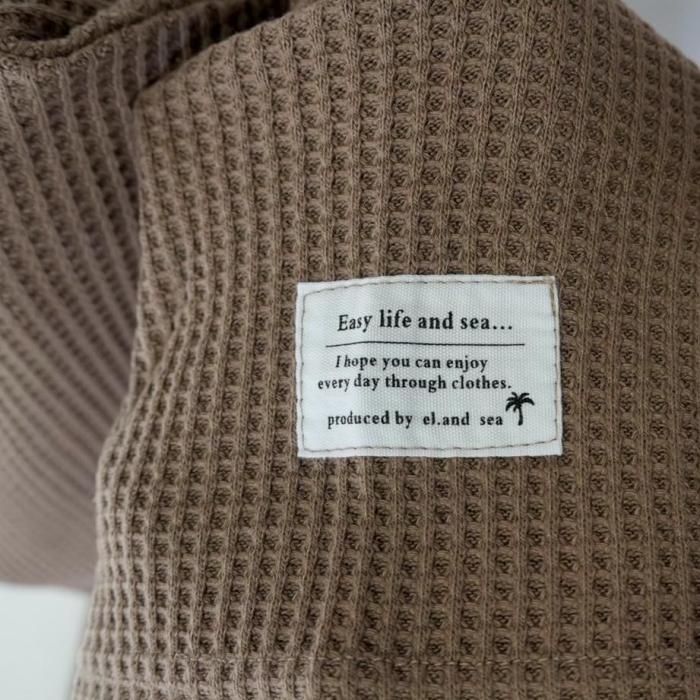 Easy life and sea...
I hope you can enjoy
every day through clothes.
produced by el.and sea